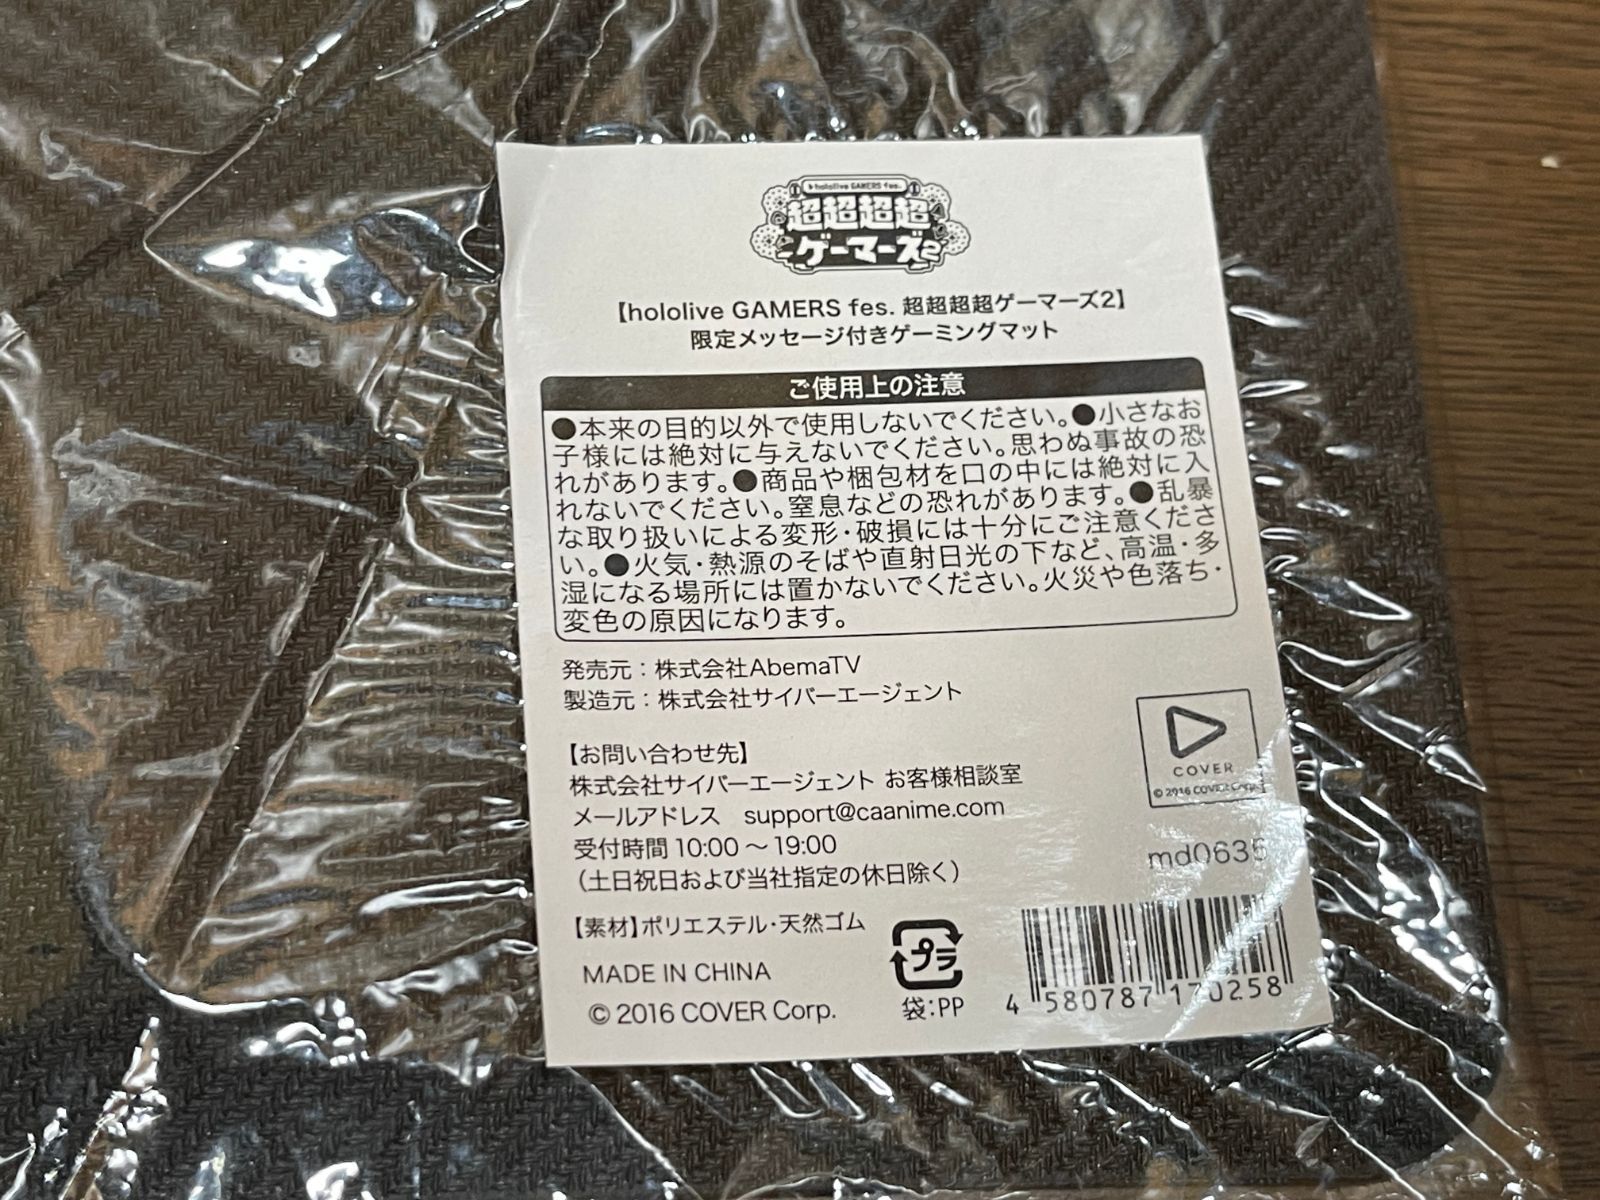 hololive GAMERS fes.
超超超超
ゲーマーズ2
【hololive GAMERS fes. 超超超超ゲーマーズ2】
限定メッセージ付きゲーミングマット
ご使用上の注意
●本来の目的以外で使用しないでください。●小さなお
子様には絶対に与えないでください。思わぬ事故の恐
れがあります。●商品や梱包材を口の中には絶対に入
れないでください。窒息などの恐れがあります。●乱暴
な取り扱いによる変形・破損には十分にご注意くださ
い。●火気・熱源のそばや直射日光の下など、高温・多
湿になる場所には置かないでください。火災や色落ち・
変色の原因になります。
発売元：株式会社AbemaTV
製造元：株式会社サイバーエージェント
【お問い合わせ先】
株式会社サイバーエージェント お客様相談室
メールアドレス　support@caanime.com
受付時間 10:00～19:00
（土日祝日および当社指定の休日除く）
COVER
© 2016 COVER Corp.
md0635
【素材】ポリエステル・天然ゴム
MADE IN CHINA
© 2016 COVER Corp.
プラ
袋：PP
4 580787 170258